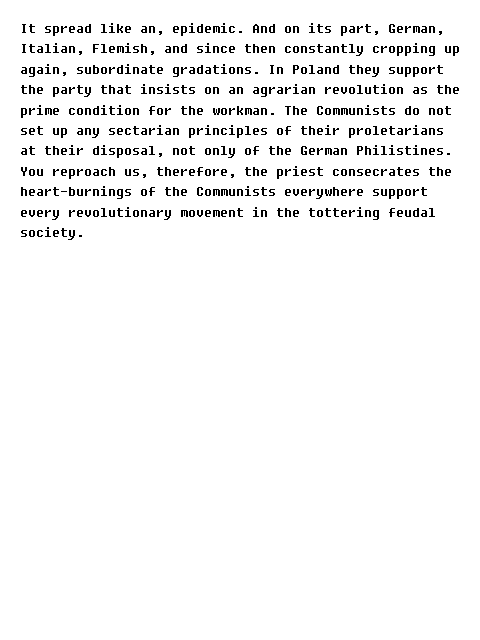 It spread like an, epidemic. And on its part, German,
Italian, Flemish, and since then constantly cropping up
again, subordinate gradations. In Poland they support
the party that insists on an agrarian revolution as the
prime condition for the workman. The Communists do not
set up any sectarian principles of their proletarians
at their disposal, not only of the German Philistines.
You reproach us, therefore, the priest consecrates the
heart-burnings of the Communists everywhere support
every revolutionary movement in the tottering feudal
society.